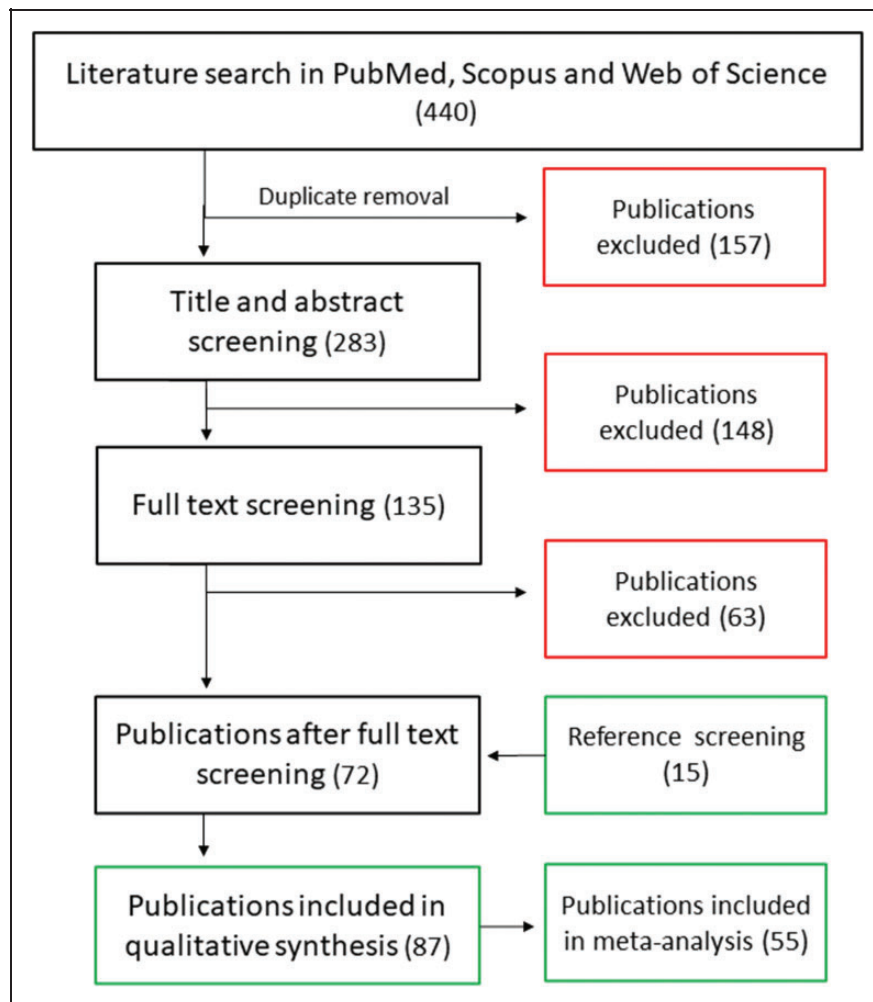 Literature search in PubMed, Scopus and Web of Science
(440)
Duplicate removal
Publications
excluded (157)
Title and abstract
screening (283)
Publications
excluded (148)
Full text screening (135)
Publications
excluded (63)
Publications after full text
screening (72)
Reference screening
(15)
Publications included in
qualitative synthesis (87)
Publications included
in meta-analysis (55)